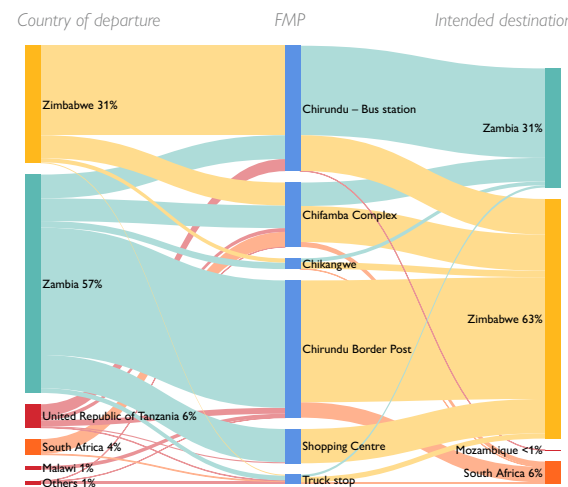 Country of departure
FMP
Intended destination
Zimbabwe 31%
Chirundu – Bus station
Zambia 31%
Chifamba Complex
Chikangwe
Zambia 57%
Zimbabwe 63%
Chirundu Border Post
United Republic of Tanzania 6%
South Africa 4%
Shopping Centre
Mozambique <1%
Malawi 1%
South Africa 6%
Others 1%
Truck stop